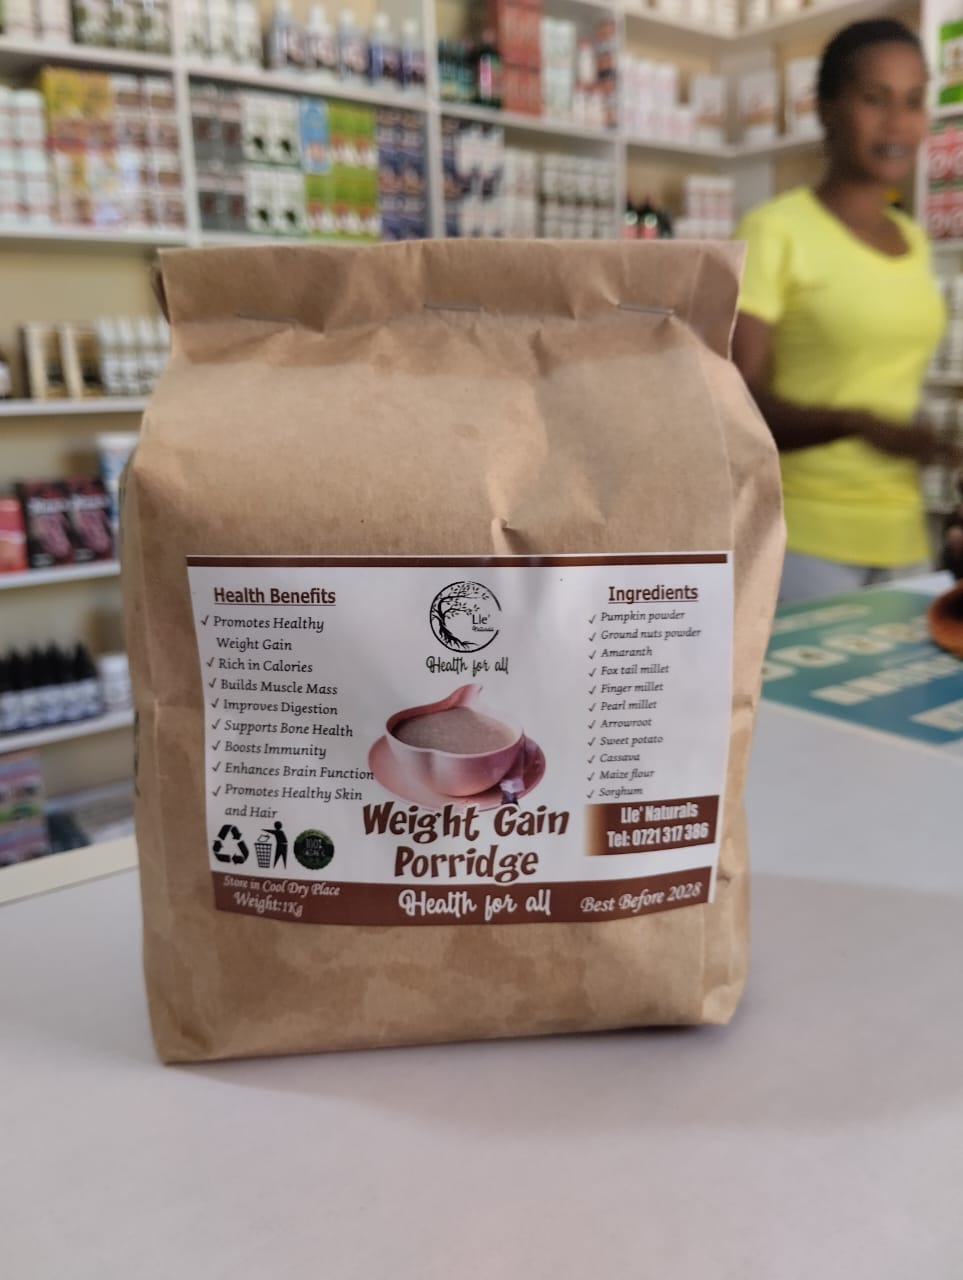 Health Benefits
✓ Promotes Healthy
Weight Gain
✓ Rich in Calories
✓ Builds Muscle Mass
✓ Improves Digestion
✓ Supports Bone Health
✓ Boosts Immunity
✓ Enhances Brain Function
✓ Promotes Healthy Skin
and Hair
Lle'
Health for all
Ingredients
✓ Pumpkin powder
✓ Ground nuts powder
✓ Amaranth
✓ Fox tail millet
✓ Finger millet
✓ Pearl millet
✓ Arrowroot
✓ Sweet potato
✓ Cassava
✓ Maize flour
✓ Sorghum
Lle' Naturals
Tel: 0721 317 386
Weight Gain
Porridge
Store in Cool Dry Place
Weight:1Kg
Health for all
Best Before 2028